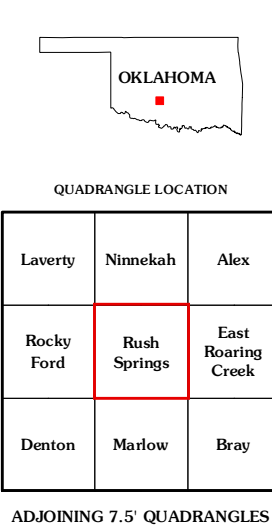 OKLAHOMA
QUADRANGLE LOCATION
Laverty Ninnekah Alex
Rocky
Ford
Rush
Springs
East
Roaring
Creek
Denton Marlow Bray
ADJOINING 7.5' QUADRANGLES